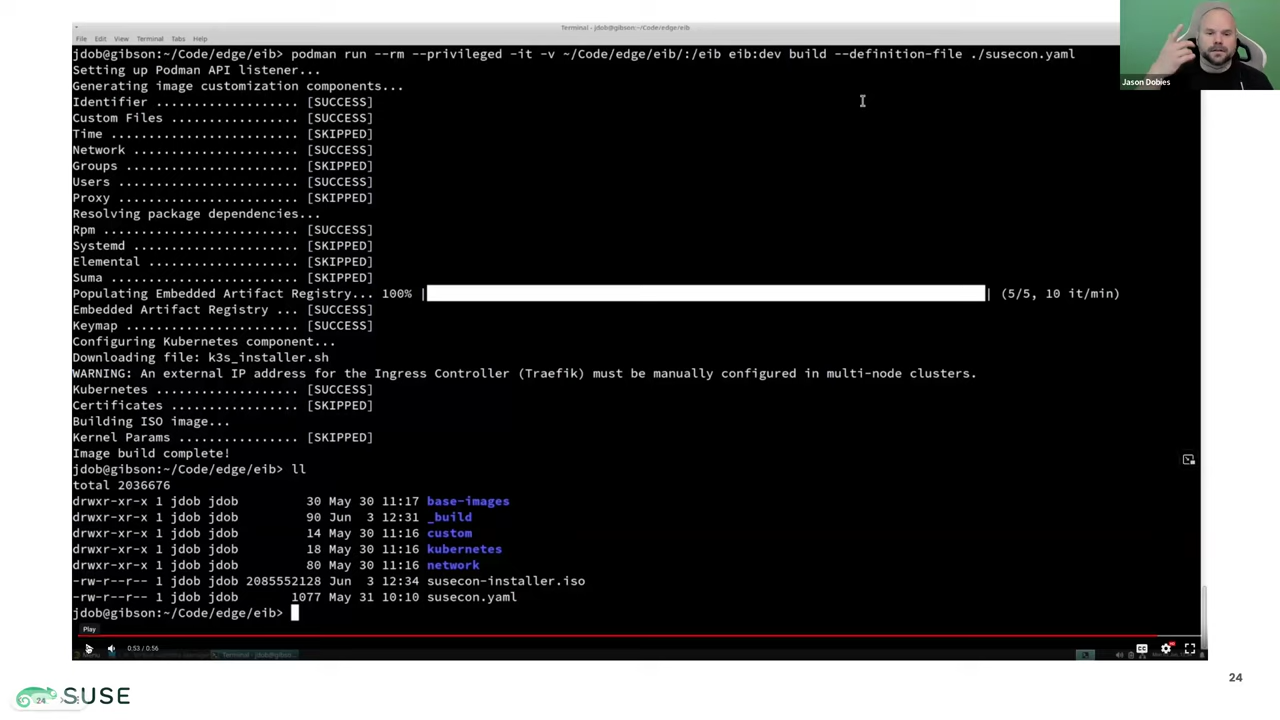 Terminal - jdob@gibson:~/Code/edge/eib
File Edit View Terminal Tabs Help
jdob@gibson:~/Code/edge/eib> podman run --rm --privileged -it -v ~/Code/edge/eib/:/eib eib:dev build --definition-file ./susecon.yaml
Setting up Podman API listener...
Generating image customization components...
Identifier ................... [SUCCESS]
Custom Files ................. [SUCCESS]
Time ......................... [SKIPPED]
Network ...................... [SUCCESS]
Groups ....................... [SKIPPED]
Users ........................ [SUCCESS]
Proxy ........................ [SKIPPED]
Resolving package dependencies...
Rpm .......................... [SUCCESS]
Systemd ...................... [SKIPPED]
Elemental .................... [SKIPPED]
Suma ......................... [SKIPPED]
Populating Embedded Artifact Registry... 100% | | (5/5, 10 it/min)
Embedded Artifact Registry ... [SUCCESS]
Keymap ....................... [SUCCESS]
Configuring Kubernetes component...
Downloading file: k3s_installer.sh
WARNING: An external IP address for the Ingress Controller (Traefik) must be manually configured in multi-node clusters.
Kubernetes ................... [SUCCESS]
Certificates ................. [SKIPPED]
Building ISO image...
Kernel Params ................ [SKIPPED]
Image build complete!
jdob@gibson:~/Code/edge/eib> ll
total 2036676
drwxr-xr-x 1 jdob jdob 30 May 30 11:17 base-images
drwxr-xr-x 1 jdob jdob 90 Jun 3 12:31 _build
drwxr-xr-x 1 jdob jdob 14 May 30 11:16 custom
drwxr-xr-x 1 jdob jdob 18 May 30 11:16 kubernetes
drwxr-xr-x 1 jdob jdob 80 May 30 11:16 network
-rw-r--r-- 1 jdob jdob 2085552128 Jun 3 12:34 susecon-installer.iso
-rw-r--r-- 1 jdob jdob 1077 May 31 10:10 susecon.yaml
jdob@gibson:~/Code/edge/eib>
Play
0:53 / 0:56
Jason Dobies
24
SUSE
24